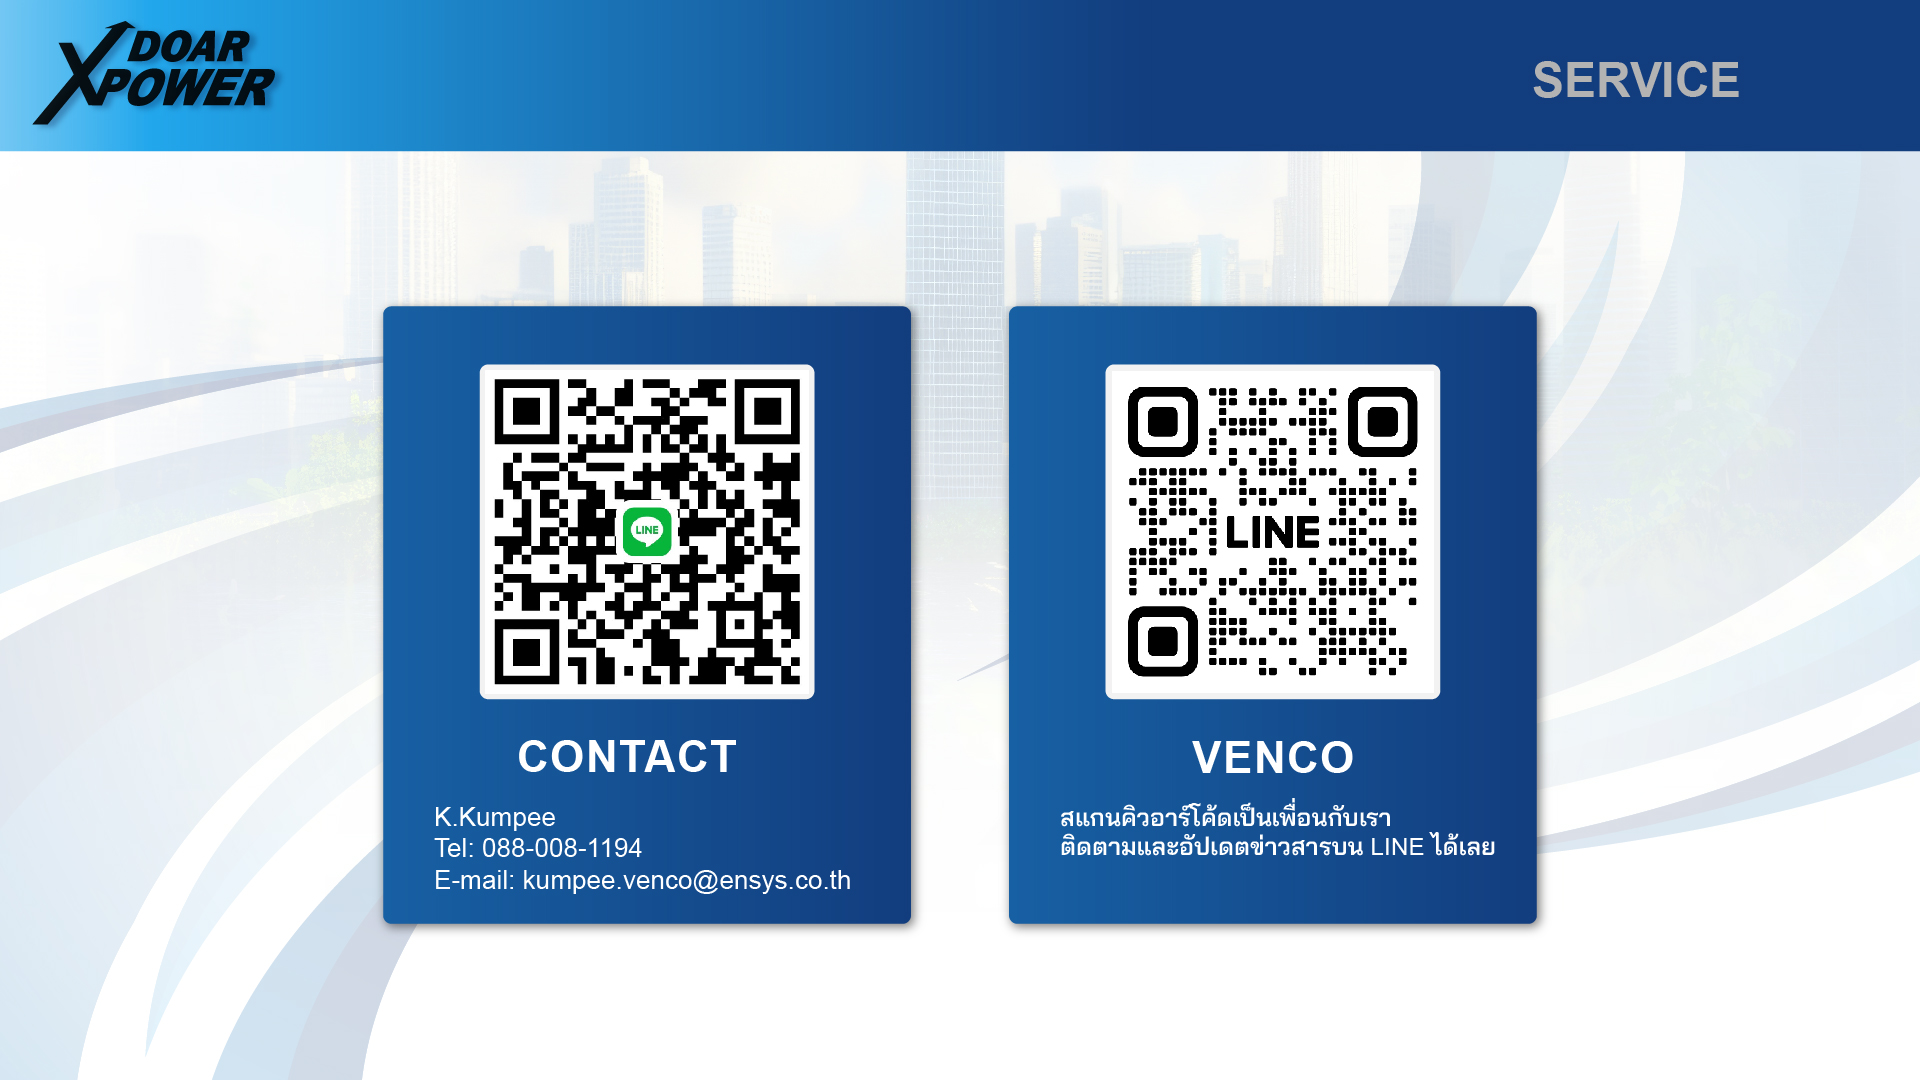 XDOAR
POWER
SERVICE
LINE
CONTACT
K.Kumpee
Tel: 088-008-1194
E-mail: kumpee.venco@ensys.co.th
LINE
VENCO
สแกนคิวอาร์โค้ดเป็นเพื่อนกับเรา
ติดตามและอัปเดตข่าวสารบน LINE ได้เลย